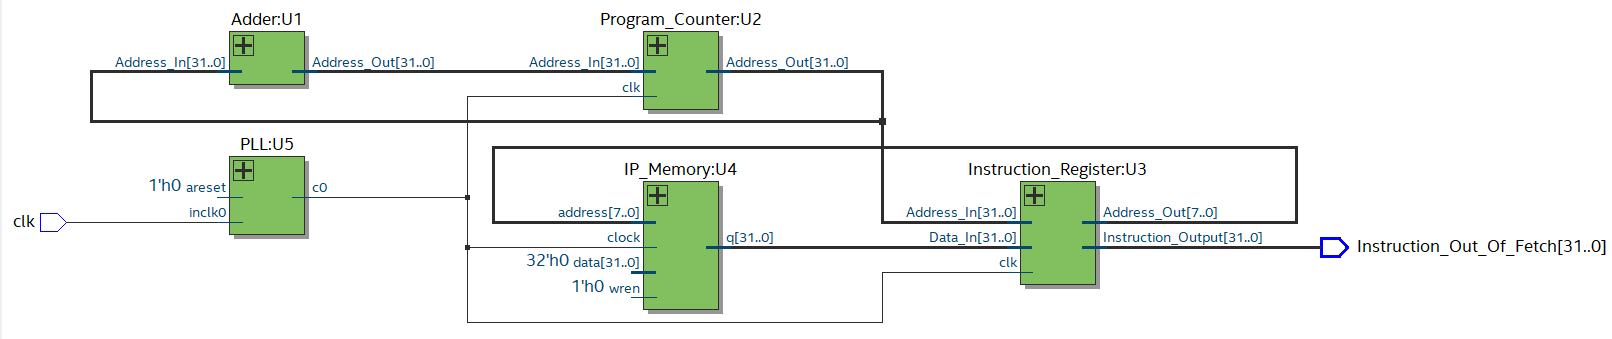 Adder:U1
Program_Counter:U2
Address_In[31..0]
Address_Out[31..0]
Address_In[31..0]
Address_Out[31..0]
clk
PLL:U5
IP_Memory:U4
Instruction_Register:U3
1'h0 areset
c0
inclk0
clk
address[7..0]
Address_In[31..0]
Address_Out[7..0]
clock
q[31..0]
Data_In[31..0]
Instruction_Output[31..0]
Instruction_Out_Of_Fetch[31..0]
32'h0 data[31..0]
clk
1'h0 wren